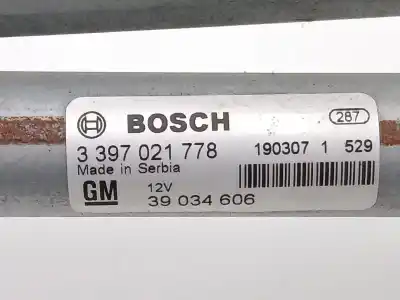 BOSCH 287
3 397 021 778 190307 1 529
Made in Serbia
GM 12V
39 034 606